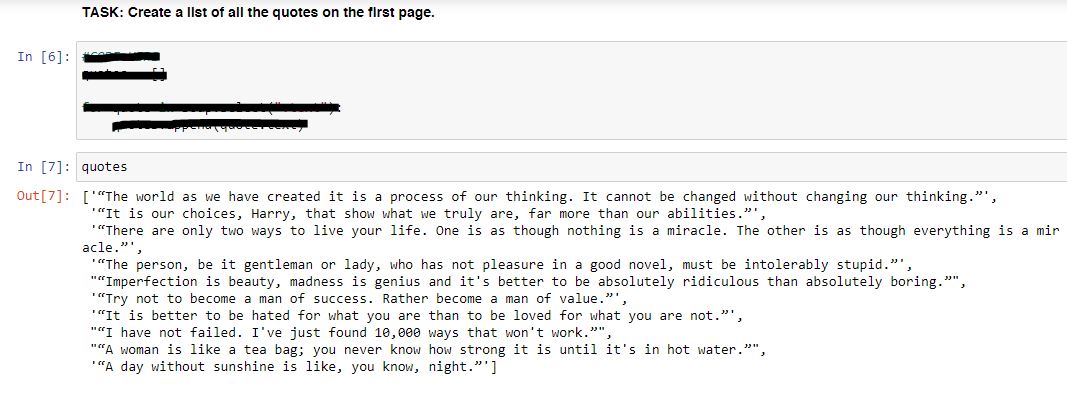 TASK: Create a list of all the quotes on the first page.
In [6]:
In [7]: quotes
Out[7]: ['“The world as we have created it is a process of our thinking. It cannot be changed without changing our thinking.”',
'“It is our choices, Harry, that show what we truly are, far more than our abilities.”',
'“There are only two ways to live your life. One is as though nothing is a miracle. The other is as though everything is a mir
acle.”',
'“The person, be it gentleman or lady, who has not pleasure in a good novel, must be intolerably stupid.”',
"“Imperfection is beauty, madness is genius and it's better to be absolutely ridiculous than absolutely boring.”",
'“Try not to become a man of success. Rather become a man of value.”',
'“It is better to be hated for what you are than to be loved for what you are not.”',
"“I have not failed. I've just found 10,000 ways that won't work.”",
"“A woman is like a tea bag; you never know how strong it is until it's in hot water.”",
'“A day without sunshine is like, you know, night.”']